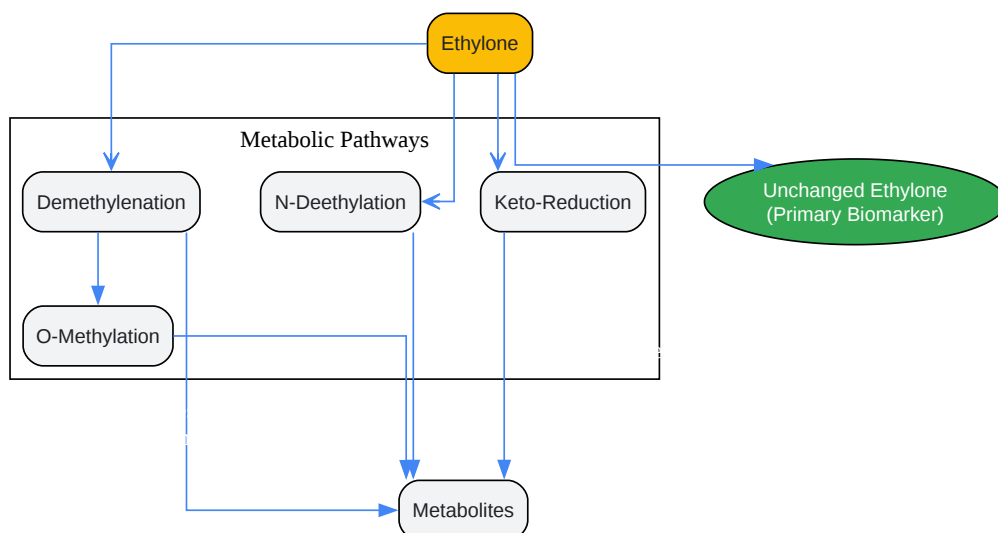 Ethylone
Metabolic Pathways
Demethylenation
N-Deethylation
Keto-Reduction
Unchanged Ethylone
(Primary Biomarker)
O-Methylation
Metabolites